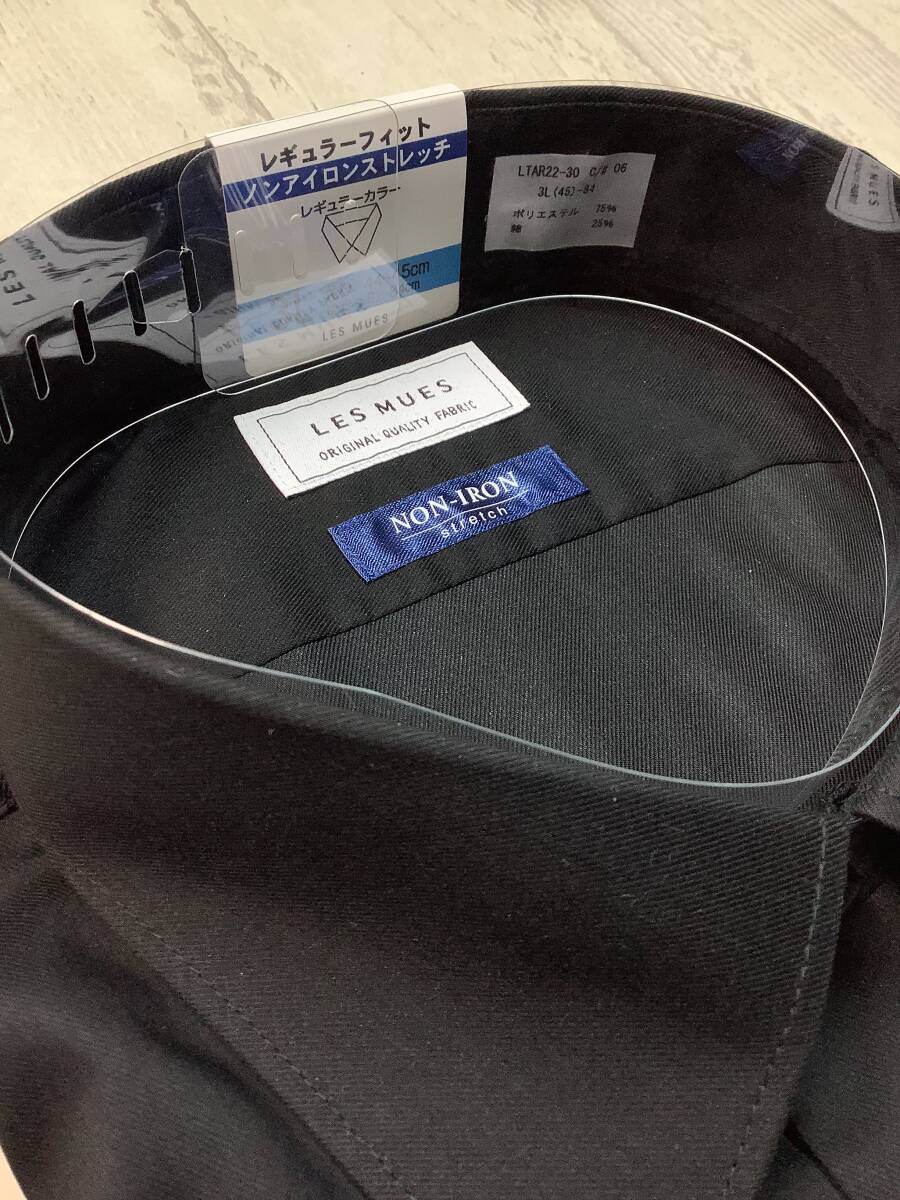 レギュラーフィット
ノンアイロンストレッチ
レギュラーカラー
5cm
LES MUES
LTAR22-30 C/# 06
3L(45)-84
ポリエステル 75%
綿 25%
LES MUES
ORIGINAL QUALITY FABRIC
NON-IRON
stretch
LES MUES